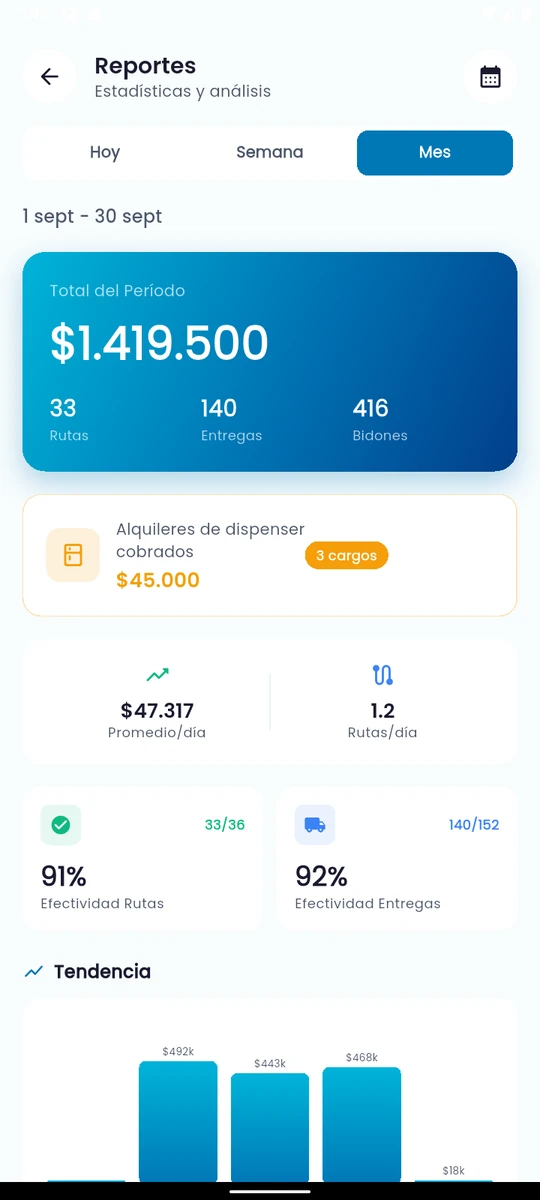 Reportes
Estadísticas y análisis
Hoy
Semana
Mes
1 sept - 30 sept
Total del Período
$1.419.500
33
140
416
Rutas
Entregas
Bidones
Alquileres de dispenser
cobrados
3 cargos
$45.000
$47.317
1.2
Promedio/día
Rutas/día
33/36
140/152
91%
92%
Efectividad Rutas
Efectividad Entregas
Tendencia
$492k
$443k
$468k
$18k